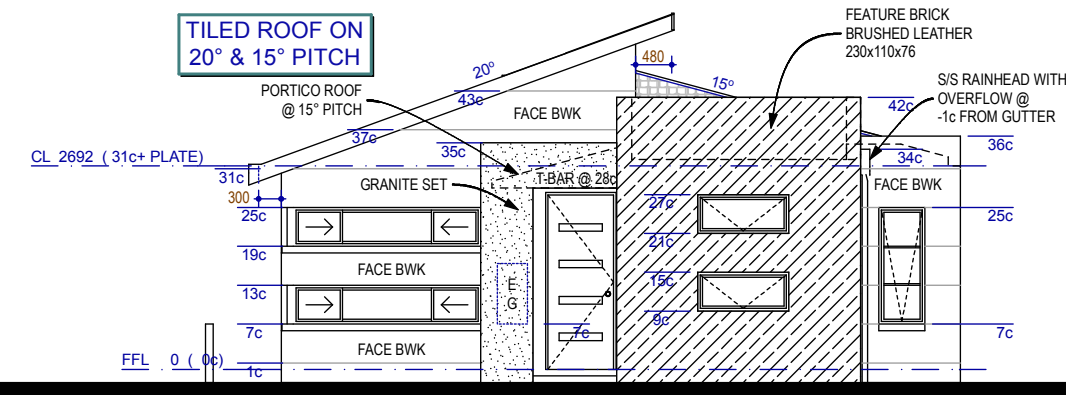 TILED ROOF ON
20° & 15° PITCH
FEATURE BRICK
BRUSHED LEATHER
230x110x76
480
20°
15°
S/S RAINHEAD WITH
OVERFLOW @
-1c FROM GUTTER
PORTICO ROOF
@ 15° PITCH
43c
42c
FACE BWK
37c
35c
36c
CL 2692 ( 31c+ PLATE)
34c
31c
GRANITE SET
T-BAR @ 28c
FACE BWK
300
27c
25c
25c
21c
19c
FACE BWK
15c
13c
E
G
9c
7c
7c
7c
FACE BWK
FFL 0 ( 0c)
1c